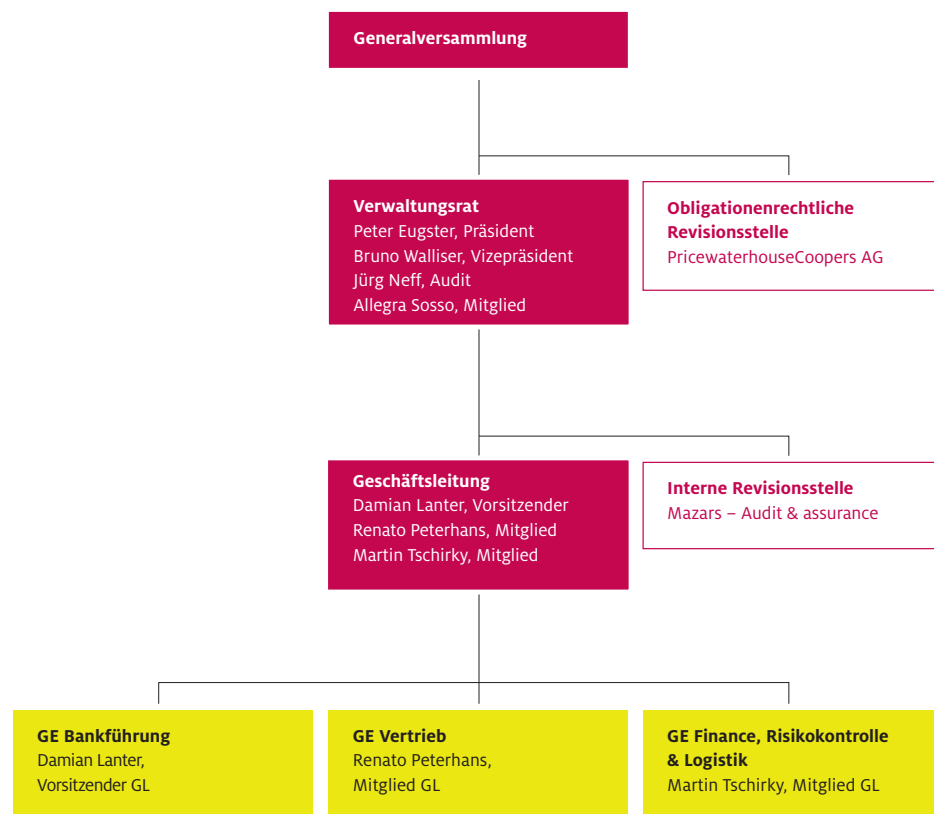 Generalversammlung
Verwaltungsrat
Peter Eugster, Präsident
Bruno Walliser, Vizepräsident
Jürg Neff, Audit
Allegra Sosso, Mitglied
Obligationenrechtliche
Revisionsstelle
PricewaterhouseCoopers AG
Geschäftsleitung
Damian Lanter, Vorsitzender
Renato Peterhans, Mitglied
Martin Tschirky, Mitglied
Interne Revisionsstelle
Mazars – Audit & assurance
GE Bankführung
Damian Lanter,
Vorsitzender GL
GE Vertrieb
Renato Peterhans,
Mitglied GL
GE Finance, Risikokontrolle
& Logistik
Martin Tschirky, Mitglied GL